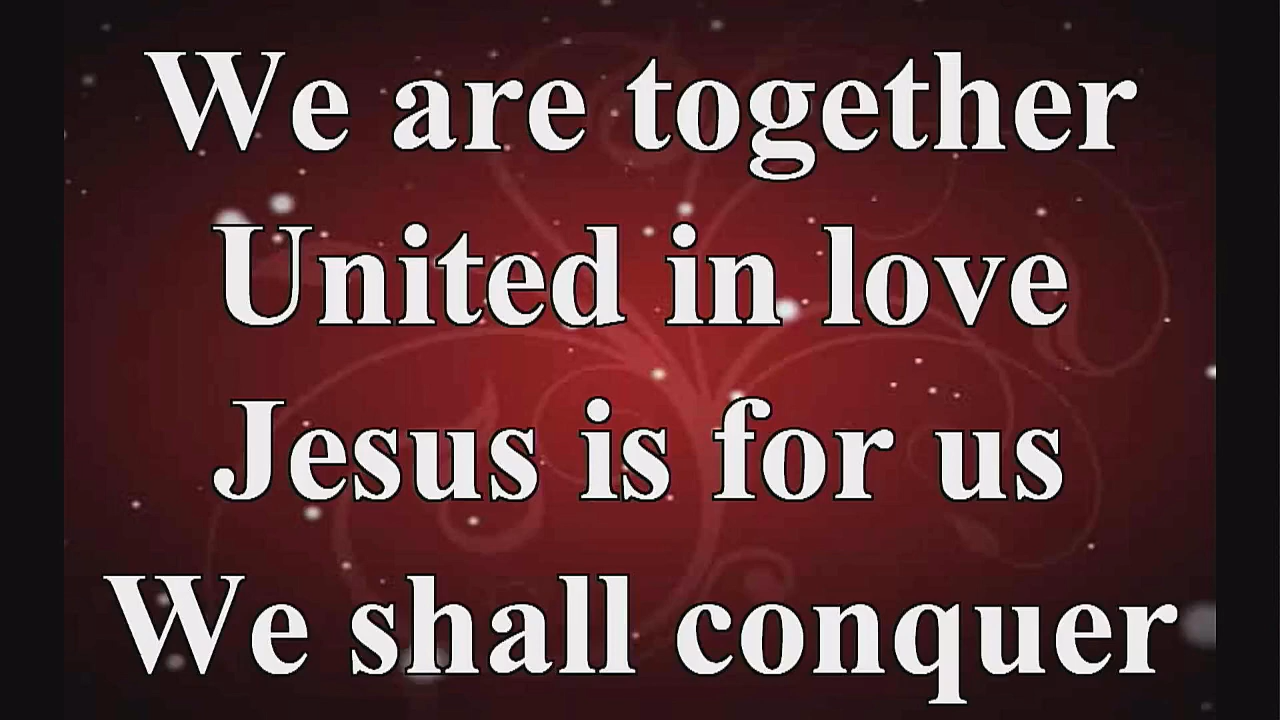 We are together
United in love
Jesus is for us
We shall conquer